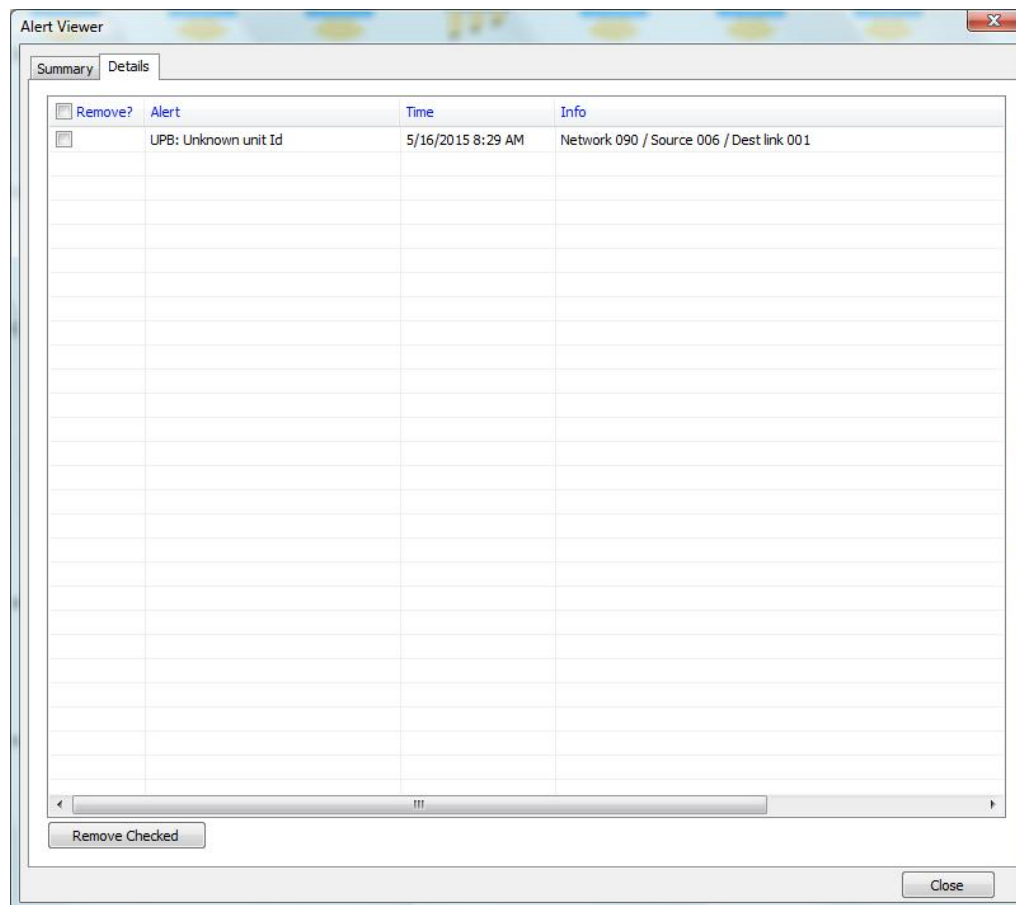 Alert Viewer
Summary Details
Remove? Alert Time Info
UPB: Unknown unit Id 5/16/2015 8:29 AM Network 090 / Source 006 / Dest link 001
Remove Checked
Close